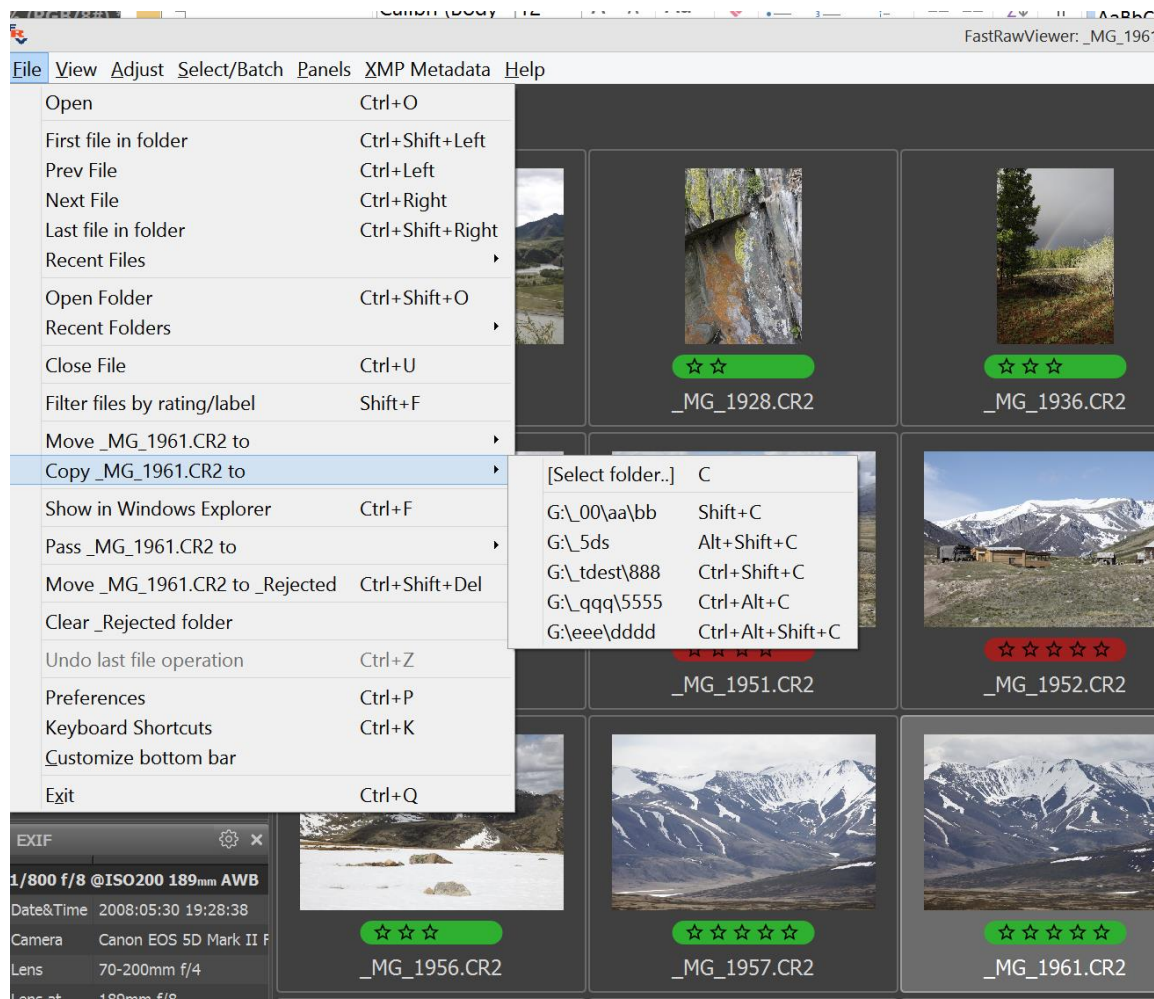 FastRawViewer: _MG_1961
File View Adjust Select/Batch Panels XMP Metadata Help
Open Ctrl+O
First file in folder Ctrl+Shift+Left
Prev File Ctrl+Left
Next File Ctrl+Right
Last file in folder Ctrl+Shift+Right
Recent Files
Open Folder Ctrl+Shift+O
Recent Folders
Close File Ctrl+U
Filter files by rating/label Shift+F
Move _MG_1961.CR2 to
Copy _MG_1961.CR2 to
Show in Windows Explorer Ctrl+F
Pass _MG_1961.CR2 to
Move _MG_1961.CR2 to _Rejected Ctrl+Shift+Del
Clear _Rejected folder
Undo last file operation Ctrl+Z
Preferences Ctrl+P
Keyboard Shortcuts Ctrl+K
Customize bottom bar
Exit Ctrl+Q
[Select folder..] C
G:\_00\aa\bb Shift+C
G:\_5ds Alt+Shift+C
G:\_tdest\888 Ctrl+Shift+C
G:\_qqq\5555 Ctrl+Alt+C
G:\eee\dddd Ctrl+Alt+Shift+C
_MG_1928.CR2
_MG_1936.CR2
_MG_1951.CR2
_MG_1952.CR2
_MG_1956.CR2
_MG_1957.CR2
_MG_1961.CR2
EXIF
1/800 f/8 @ISO200 189mm AWB
Date&Time 2008:05:30 19:28:38
Camera Canon EOS 5D Mark II
Lens 70-200mm f/4
Lens at 189mm f/8